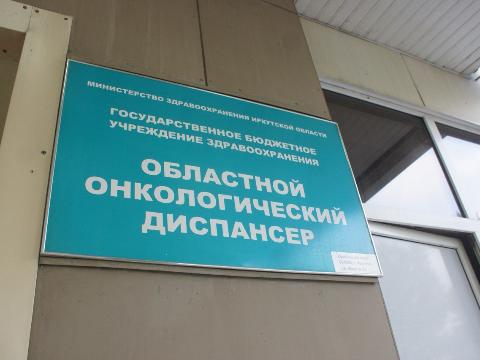 МИНИСТЕРСТВО ЗДРАВООХРАНЕНИЯ ИРКУТСКОЙ ОБЛАСТИ
ГОСУДАРСТВЕННОЕ БЮДЖЕТНОЕ
УЧРЕЖДЕНИЕ ЗДРАВООХРАНЕНИЯ
ОБЛАСТНОЙ
ОНКОЛОГИЧЕСКИЙ
ДИСПАНСЕР